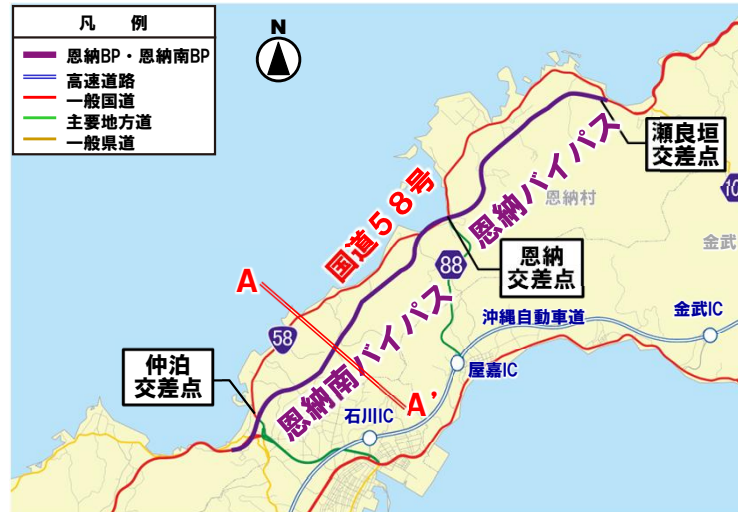 凡 例
恩納BP・恩納南BP
高速道路
一般国道
主要地方道
一般県道
N
瀬良垣
交差点
恩納バイパス
国道58号
恩納村
金武
恩納
交差点
88
A
58
沖縄自動車道
金武IC
恩納南バイパス
仲泊
交差点
屋嘉IC
A'
石川IC